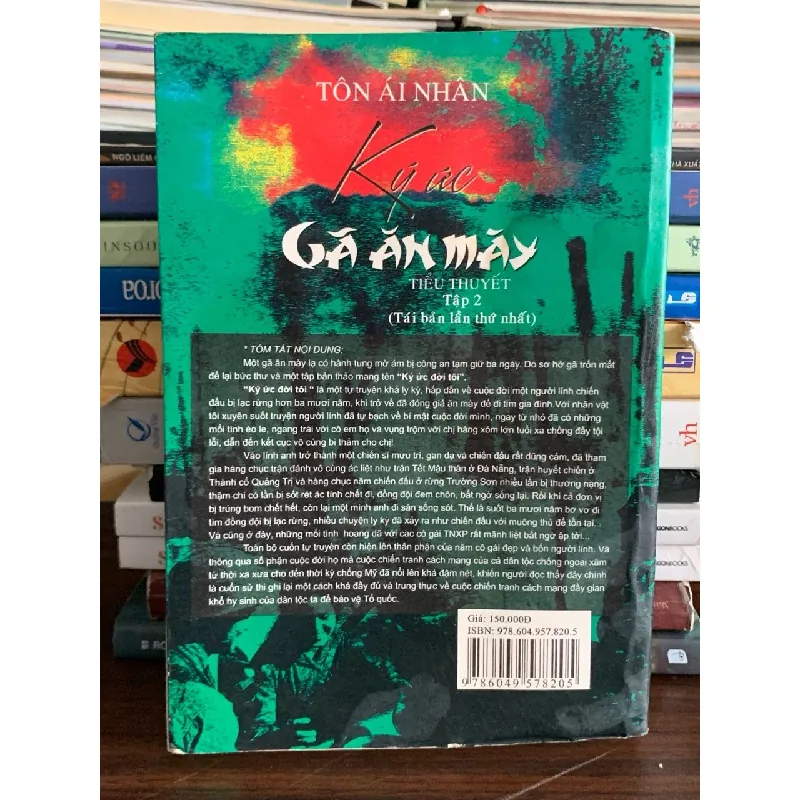 TÔN ÁI NHÂN
Ký ức
GÃ ĂN MÀY
TIỂU THUYẾT
Tập 2
(Tái bản lần thứ nhất)
* TÓM TẮT NỘI DUNG:
Một gã ăn mày lạ có hành tung mờ ám bị công an tạm giữ ba ngày. Do sơ hở gã trốn mất
để lại bức thư và một tập bản thảo mang tên "Ký ức đời tôi".
"Ký ức đời tôi " là một tự truyện khá ly kỳ, hấp dẫn về cuộc đời một người lính chiến
đấu bị lạc rừng hơn ba mươi năm, khi trở về đã đóng giả ăn mày để đi tìm gia đình.Với nhân vật
tôi xuyên suốt truyện người lính đã tự bạch về bí mật cuộc đời mình, ngay từ nhỏ đã có những
mối tình éo le, ngang trái với cô em họ và vụng trộm với chị hàng xóm lớn tuổi xa chồng đầy tội
lỗi, dẫn đến kết cục vô cùng bi thảm cho chị!
Vào lính anh trở thành một chiến sĩ mưu trí, gan dạ và chiến đấu rất dũng cảm, đã tham
gia hàng chục trận đánh vô cùng ác liệt như trận Tết Mậu thân ở Đà Nẵng, trận huyết chiến ở
Thành cổ Quảng Trị và hàng chục năm chiến đấu ở rừng Trường Sơn nhiều lần bị thương nặng,
thậm chí có lần bị sốt rét ác tính chết đi, đồng đội đem chôn, bất ngờ sống lại. Rồi khi cả đơn vị
bị trúng bom chết hết, còn lại một mình anh đi săn sống sót. Thế là suốt ba mươi năm bơ vơ đi
tìm đồng đội bị lạc rừng, nhiều chuyện ly kỳ đã xảy ra như chiến đấu với muông thú để tồn tại...
Và cũng ở đây, những mối tình hoang dã với các cô gái TNXP rất mãnh liệt bất ngờ ập tới...
Toàn bộ cuốn tự truyện còn hiện lên thân phận của năm cô gái đẹp và bốn người lính. Và
thông qua số phận cuộc đời họ mà cuộc chiến tranh cách mạng của cả dân tộc chống ngoại xâm
từ thời xa xưa cho đến thời kỳ chống Mỹ đã nổi lên khá đậm nét, khiến người đọc thấy đây chính
là cuốn sử thi ghi lại một cách khá đầy đủ và trung thực về cuộc chiến tranh cách mạng đầy gian
khổ hy sinh của dân tộc ta để bảo vệ Tổ quốc.
Giá: 150.000Đ
ISBN: 978.604.957.820.5
9 786049 578205
NGÔ LIÊM
INSOO
vh
LG